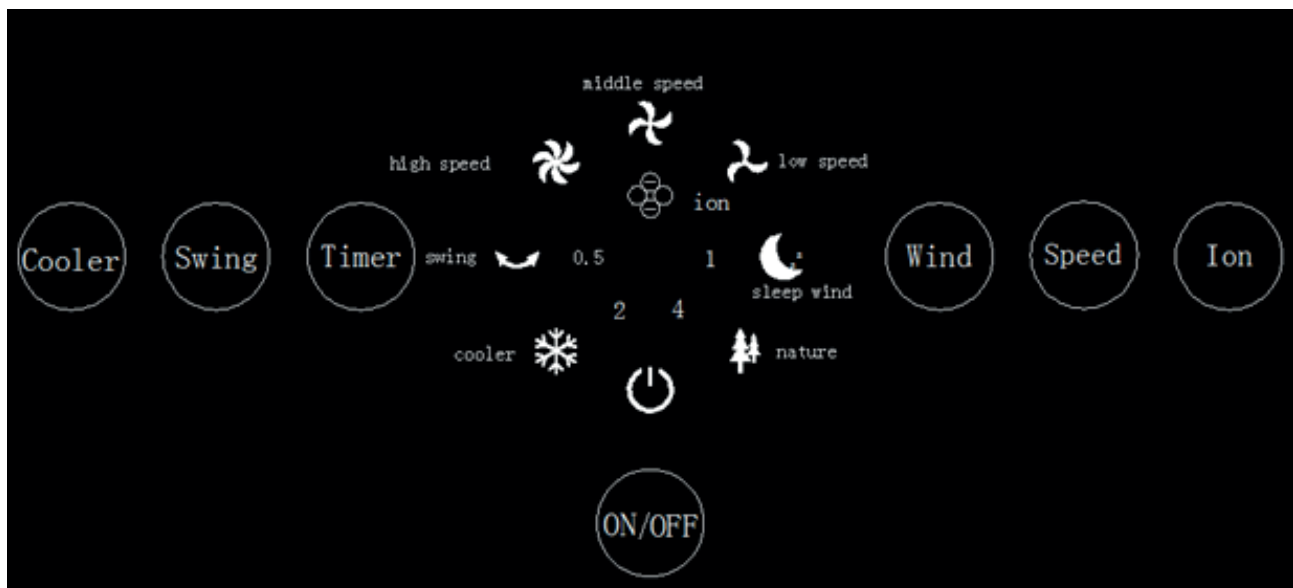 middle speed
high speed
low speed
ion
Cooler
Swing
Timer
swing
0.5
1
Wind
Speed
Ion
sleep wind
2
4
cooler
nature
ON/OFF